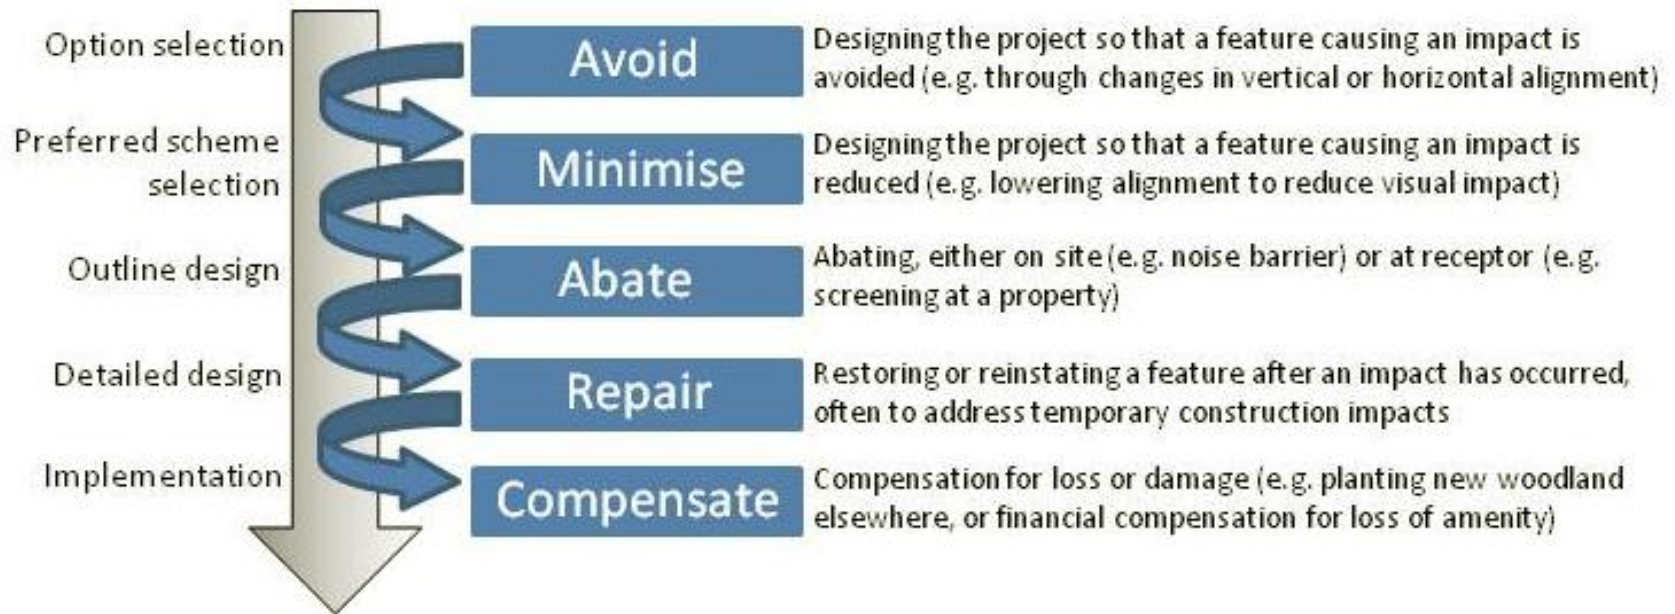 Option selection
Avoid
Designing the project so that a feature causing an impact is
avoided (e.g. through changes in vertical or horizontal alignment)
Preferred scheme
selection
Minimise
Designing the project so that a feature causing an impact is
reduced (e.g. lowering alignment to reduce visual impact)
Outline design
Abate
Abating, either on site (e.g. noise barrier) or at receptor (e.g.
screening at a property)
Detailed design
Repair
Restoring or reinstating a feature after an impact has occurred,
often to address temporary construction impacts
Implementation
Compensate
Compensation for loss or damage (e.g. planting new woodland
elsewhere, or financial compensation for loss of amenity)